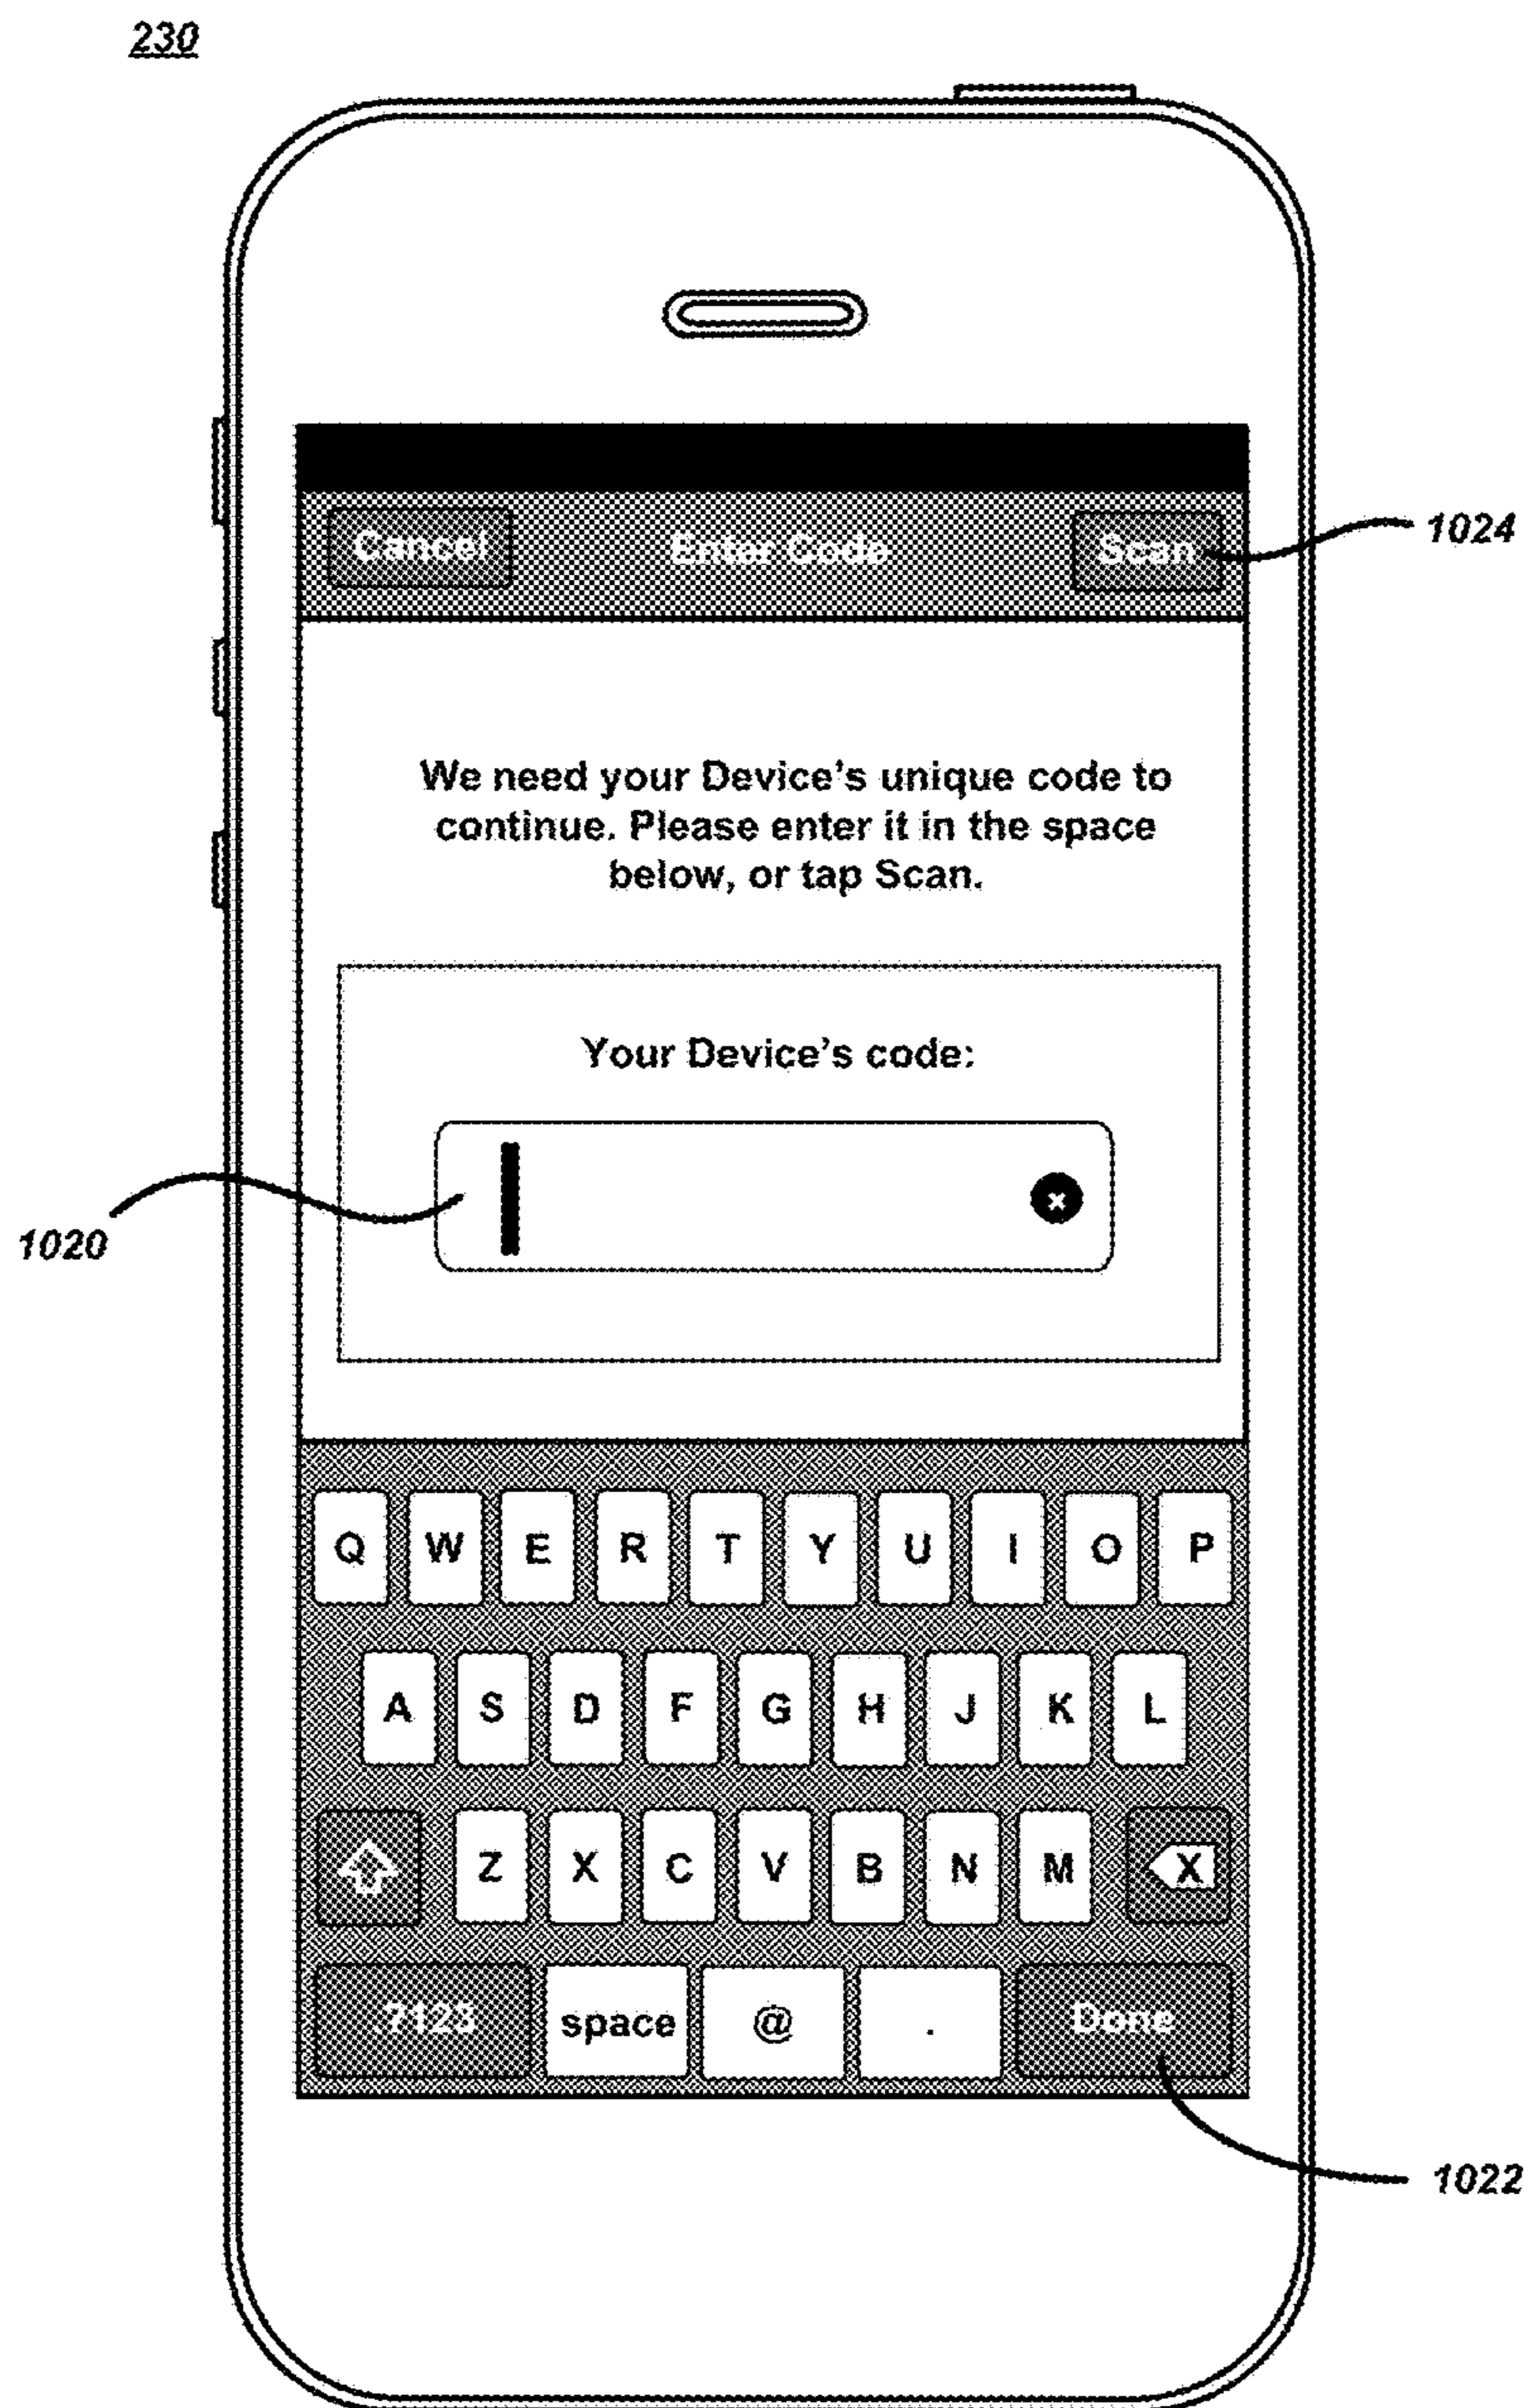 230
Cancel Enter Code Scan
1024
We need your Device's unique code to
continue. Please enter it in the space
below, or tap Scan.
Your Device's code:
1020
Q W E R T Y U I O P
A S D F G H J K L
Z X C V B N M X
.?123 space @ . Done
1022